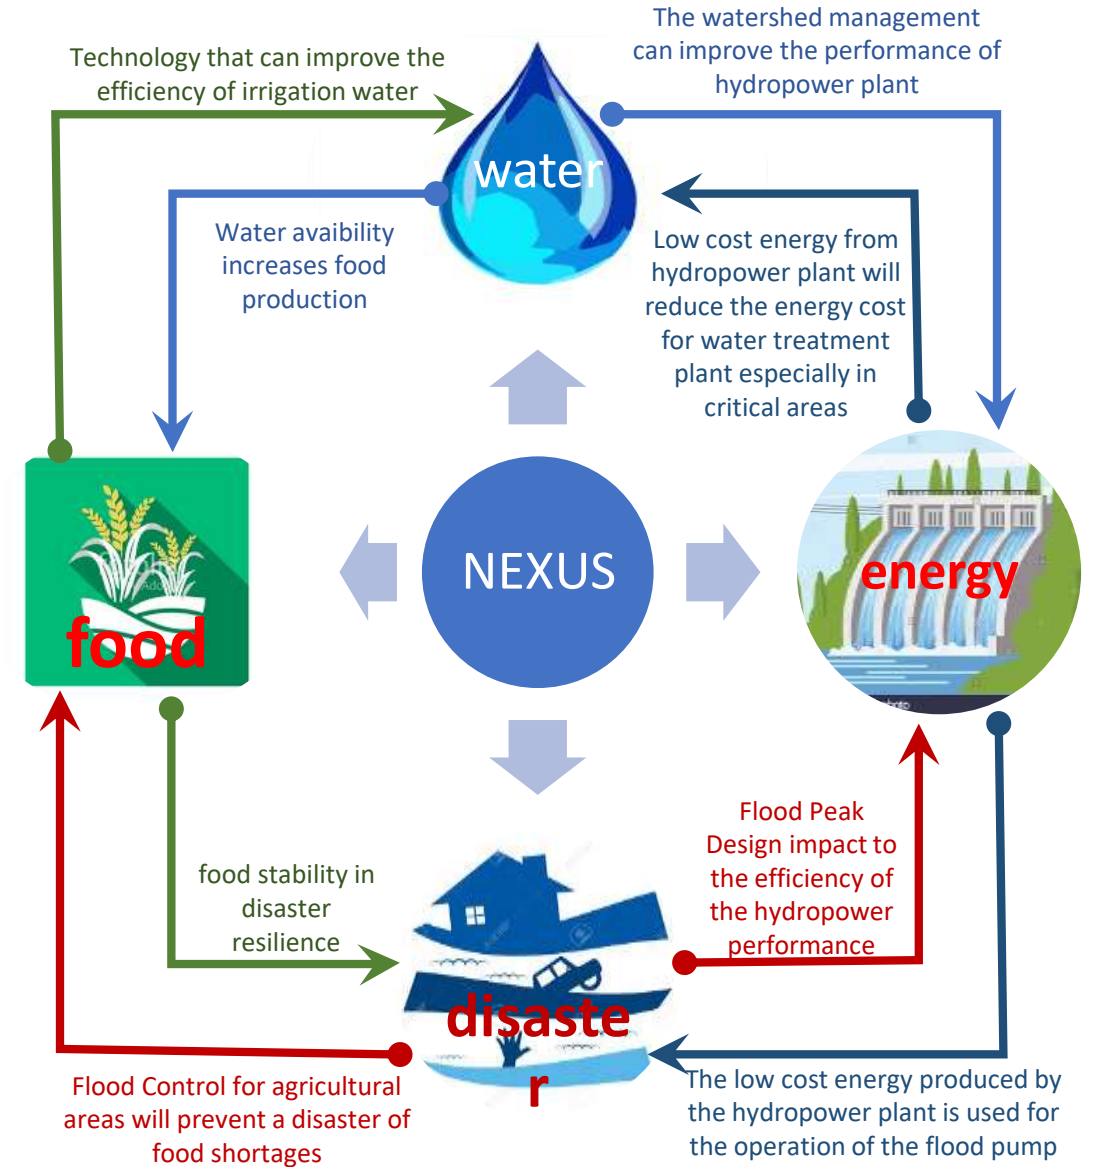 The watershed management
can improve the performance of
hydropower plant
Technology that can improve the
efficiency of irrigation water
water
Water avaibility
increases food
production
Low cost energy from
hydropower plant will
reduce the energy cost
for water treatment
plant especially in
critical areas
NEXUS
food
energy
Flood Peak
Design impact to
the efficiency of
the hydropower
performance
food stability in
disaster
resilience
disaste
r
Flood Control for agricultural
areas will prevent a disaster of
food shortages
The low cost energy produced by
the hydropower plant is used for
the operation of the flood pump